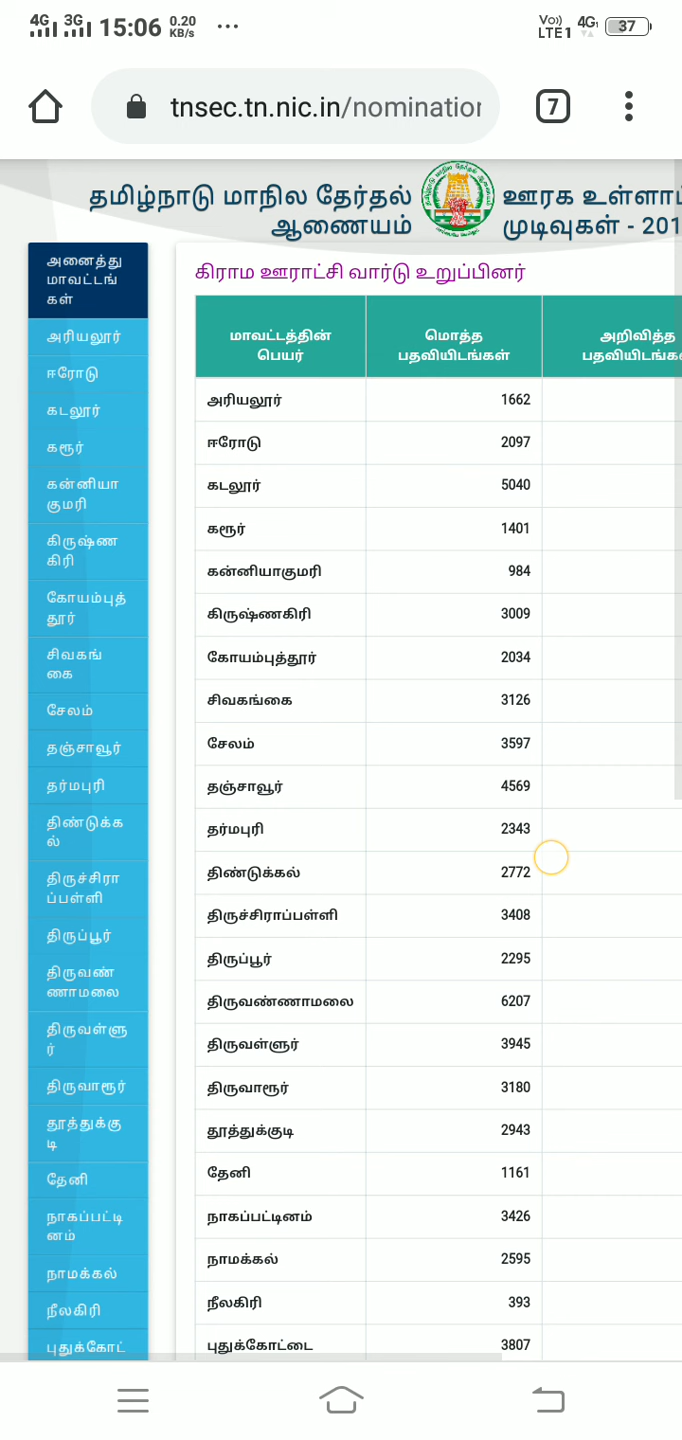 4G 3G 15:06 0.20 KB/s ... Vo)) LTE1 4G 37
tnsec.tn.nic.in/nomination
7
தமிழ்நாடு மாநில தேர்தல்
ஆணையம்
ஊரக உள்ளாட்
முடிவுகள் - 201
அனைத்து
மாவட்டங்
கள்
அரியலூர்
ஈரோடு
கடலூர்
கரூர்
கன்னியா
குமரி
கிருஷ்ண
கிரி
கோயம்புத்
தூர்
சிவகங்
கை
சேலம்
தஞ்சாவூர்
தர்மபுரி
திண்டுக்க
ல்
திருச்சிரா
ப்பள்ளி
திருப்பூர்
திருவண்
ணாமலை
திருவள்ளு
ர்
திருவாரூர்
தூத்துக்கு
டி
தேனி
நாகப்பட்டி
னம்
நாமக்கல்
நீலகிரி
புதுக்கோட்
கிராம ஊராட்சி வார்டு உறுப்பினர்
மாவட்டத்தின்
பெயர்
மொத்த
பதவியிடங்கள்
அறிவித்த
பதவியிடங்க
அரியலூர் 1662
ஈரோடு 2097
கடலூர் 5040
கரூர் 1401
கன்னியாகுமரி 984
கிருஷ்ணகிரி 3009
கோயம்புத்தூர் 2034
சிவகங்கை 3126
சேலம் 3597
தஞ்சாவூர் 4569
தர்மபுரி 2343
திண்டுக்கல் 2772
திருச்சிராப்பள்ளி 3408
திருப்பூர் 2295
திருவண்ணாமலை 6207
திருவள்ளுர் 3945
திருவாரூர் 3180
தூத்துக்குடி 2943
தேனி 1161
நாகப்பட்டினம் 3426
நாமக்கல் 2595
நீலகிரி 393
புதுக்கோட்டை 3807